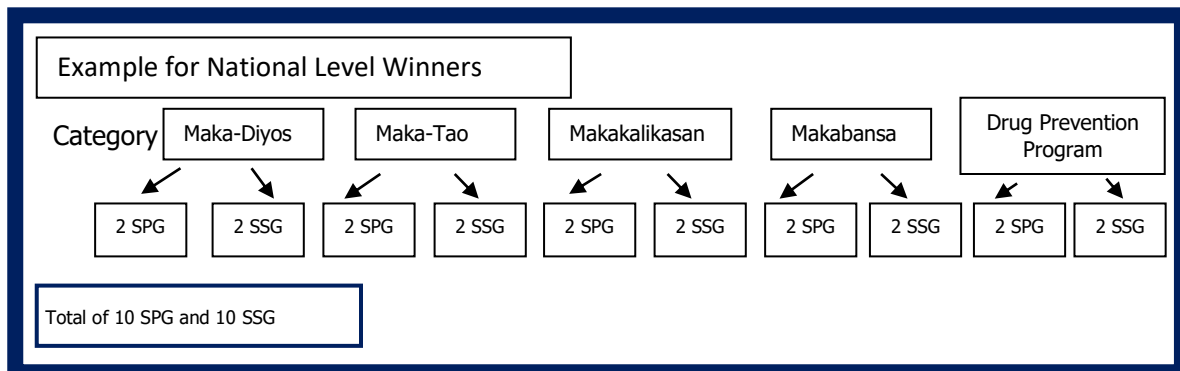 Example for National Level Winners
Category Maka-Diyos Maka-Tao Makakalikasan Makabansa Drug Prevention
Program
2 SPG 2 SSG 2 SPG 2 SSG 2 SPG 2 SSG 2 SPG 2 SSG 2 SPG 2 SSG
Total of 10 SPG and 10 SSG